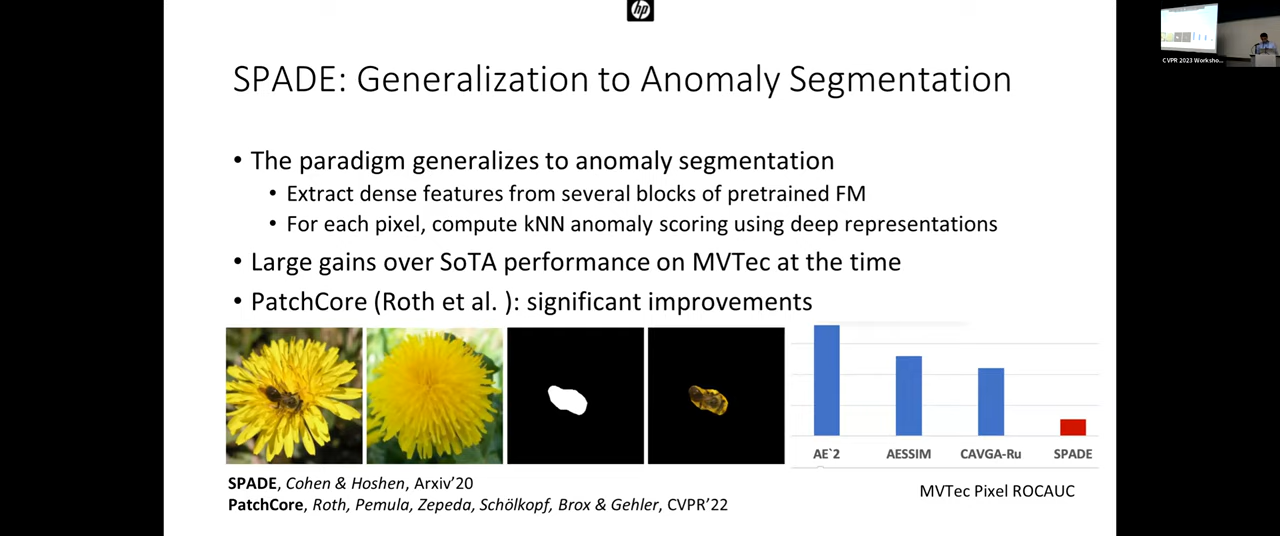 hp
CVPR 2023 Worksho...
SPADE: Generalization to Anomaly Segmentation
• The paradigm generalizes to anomaly segmentation
• Extract dense features from several blocks of pretrained FM
• For each pixel, compute kNN anomaly scoring using deep representations
• Large gains over SoTA performance on MVTec at the time
• PatchCore (Roth et al. ): significant improvements
AE`2 AESSIM CAVGA-Ru SPADE
MVTec Pixel ROCAUC
SPADE, Cohen & Hoshen, Arxiv'20
PatchCore, Roth, Pemula, Zepeda, Schölkopf, Brox & Gehler, CVPR'22